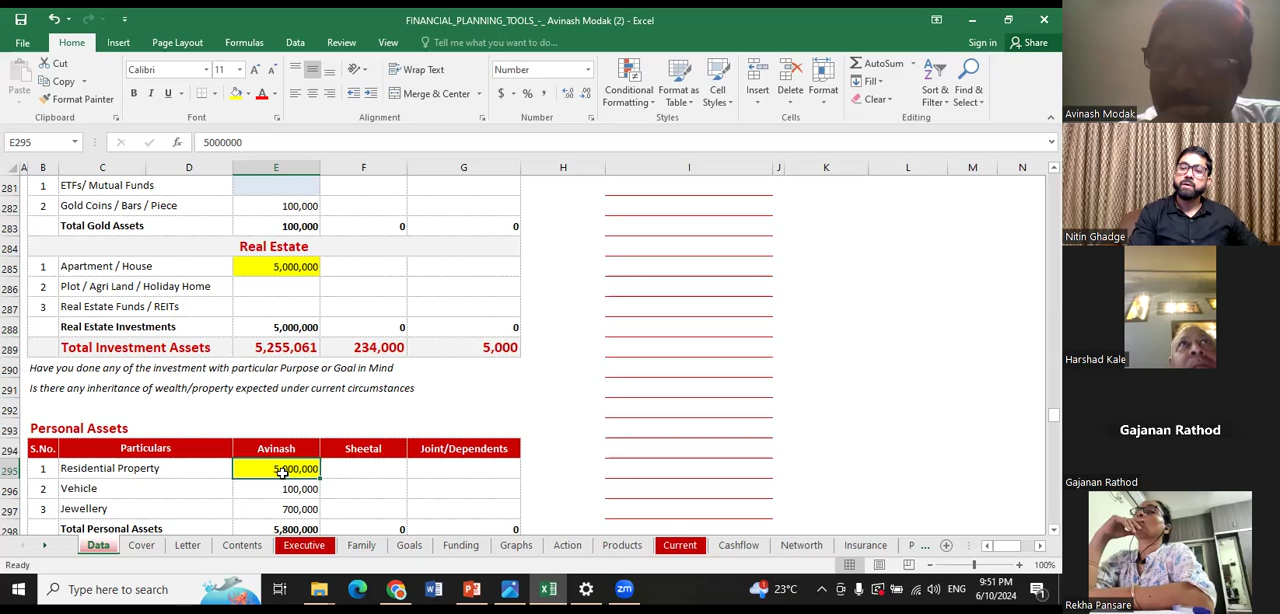 FINANCIAL_PLANNING_TOOLS_-_ Avinash Modak (2) - Excel
File Home Insert Page Layout Formulas Data Review View Tell me what you want to do... Sign in Share
Cut
Copy
Format Painter
Paste
Clipboard
Calibri 11
B I U
Font
Wrap Text
Merge & Center
Alignment
Number
$ % ,
Number
Conditional Formatting
Format as Table
Cell Styles
Styles
Insert Delete Format
Cells
AutoSum
Fill
Clear
Sort & Filter
Find & Select
Editing
E295 fx 5000000
A B C D E F G H I J K L M N
281 1 ETFs/ Mutual Funds
282 2 Gold Coins / Bars / Piece 100,000
283 Total Gold Assets 100,000 0 0
284 Real Estate
285 1 Apartment / House 5,000,000
286 2 Plot / Agri Land / Holiday Home
287 3 Real Estate Funds / REITs
288 Real Estate Investments 5,000,000 0 0
289 Total Investment Assets 5,255,061 234,000 5,000
290 Have you done any of the investment with particular Purpose or Goal in Mind
291 Is there any inheritance of wealth/property expected under current circumstances
292
293 Personal Assets
294 S.No. Particulars Avinash Sheetal Joint/Dependents
295 1 Residential Property 5,000,000
296 2 Vehicle 100,000
297 3 Jewellery 700,000
298 Total Personal Assets 5,800,000 0 0
Data Cover Letter Contents Executive Family Goals Funding Graphs Action Products Current Cashflow Networth Insurance P ...
Ready 100%
Type here to search
23°C
ENG
9:51 PM
6/10/2024
Avinash Modak
Nitin Ghadge
Harshad Kale
Gajanan Rathod
Gajanan Rathod
Rekha Pansare